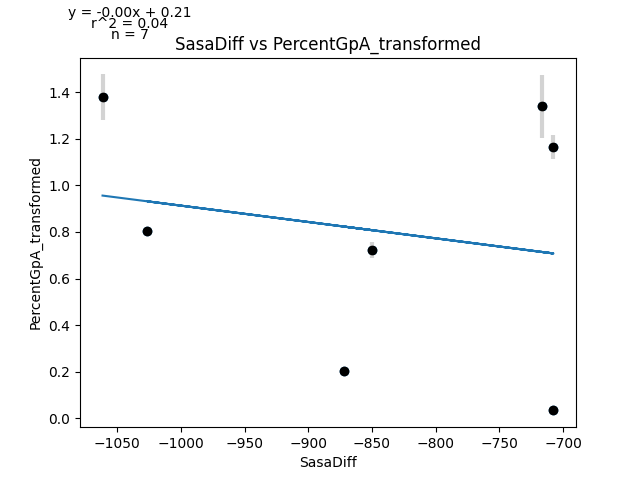 y = -0.00x + 0.21
r^2 = 0.04
n = 7
SasaDiff vs PercentGpA_transformed
PercentGpA_transformed
1.4
1.2
1.0
0.8
0.6
0.4
0.2
0.0
−1050 −1000 −950 −900 −850 −800 −750 −700
SasaDiff